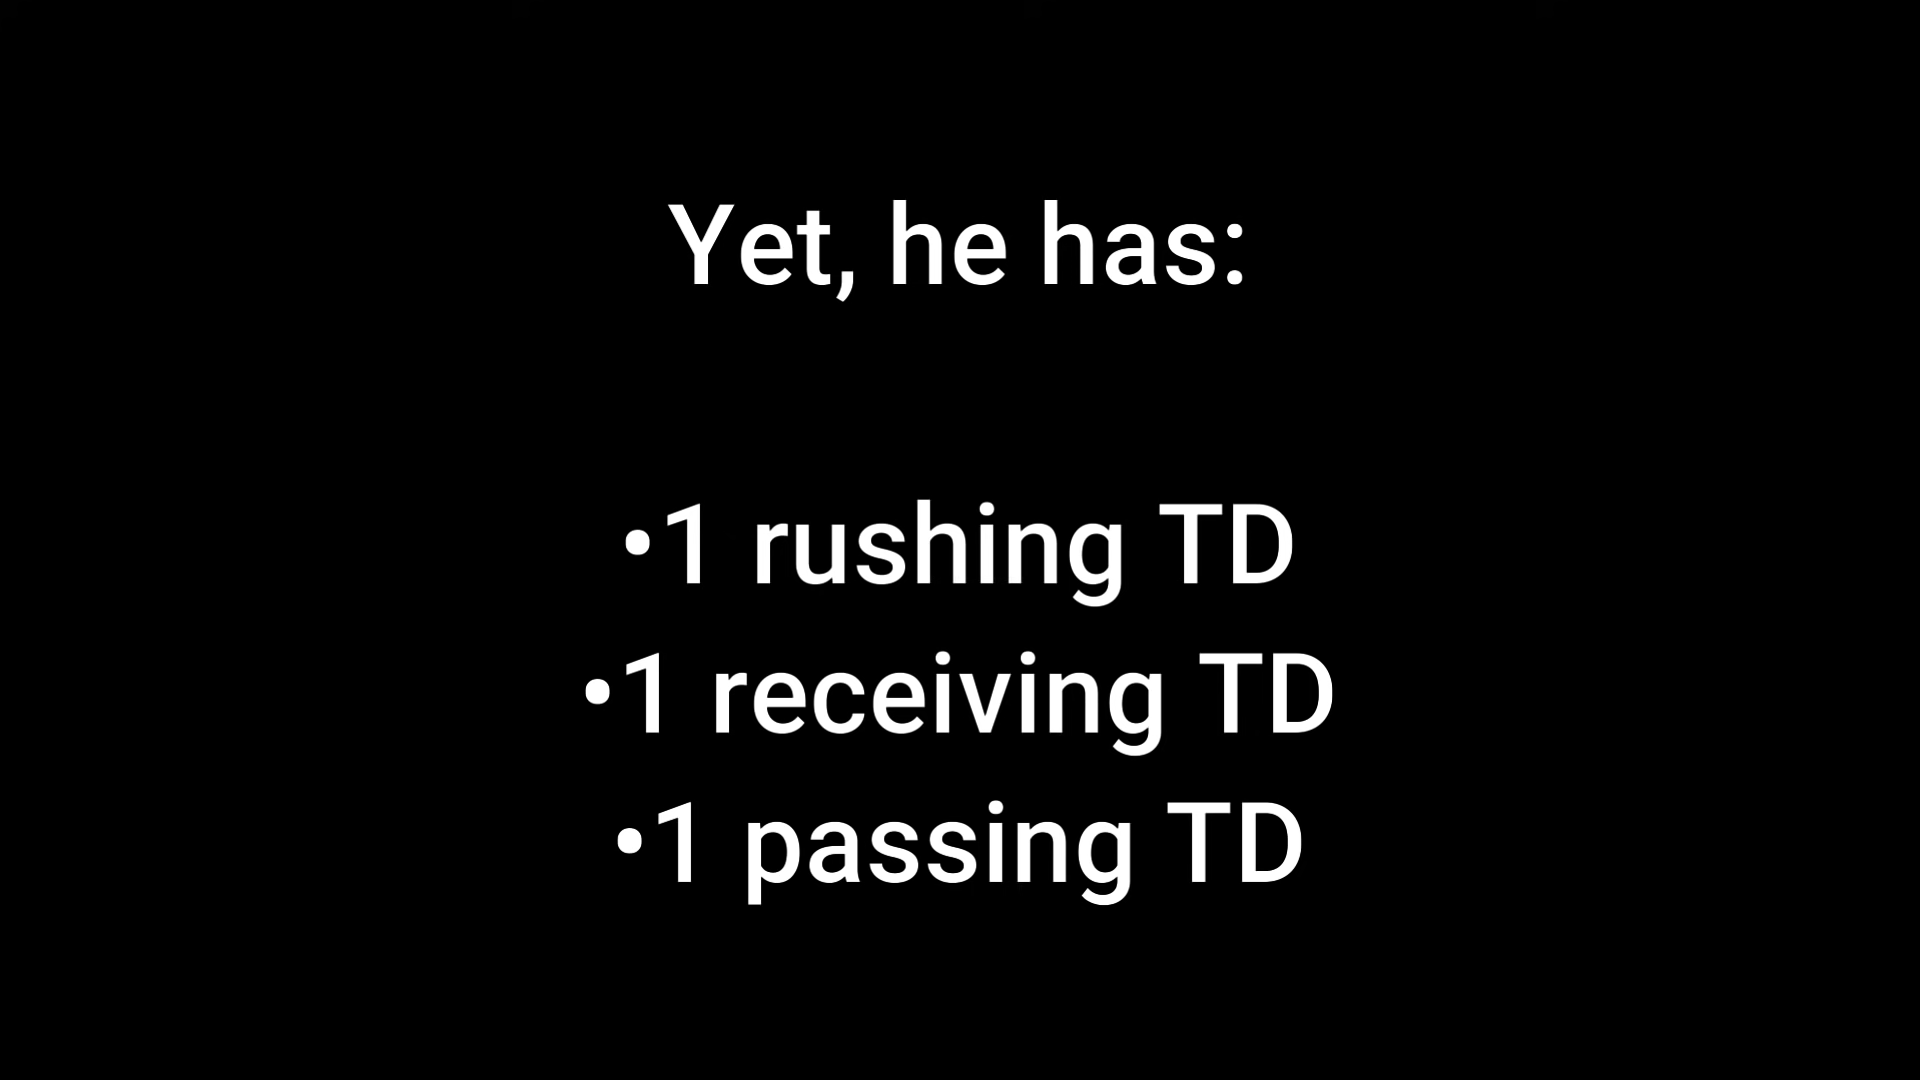 Yet, he has:
•1 rushing TD
•1 receiving TD
•1 passing TD